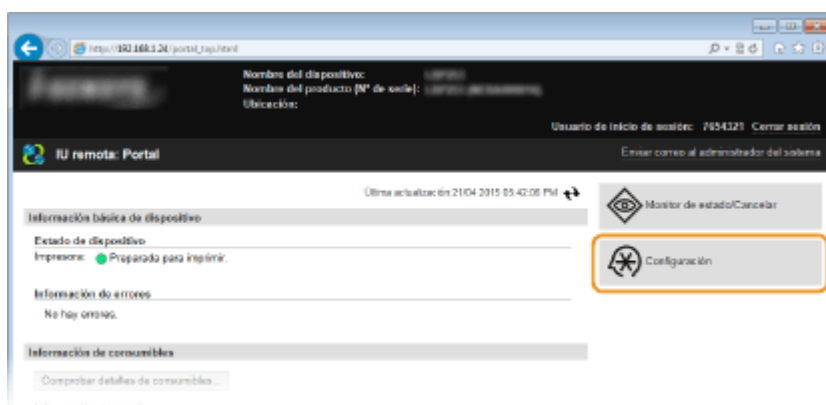 http://192.168.1.24/portal_top.html
Nombre del dispositivo:
Nombre del producto (Nº de serie):
Ubicación:
Usuario de inicio de sesión: 7654321 Cerrar sesión
IU remota: Portal
Enviar correo al administrador del sistema
Última actualización:21/04 2015 05:42:08 PM
Monitor de estado/Cancelar
Información básica de dispositivo
Estado de dispositivo
Impresora: Preparada para imprimir.
Configuración
Información de errores
No hay errores.
Información de consumibles
Comprobar detalles de consumibles...